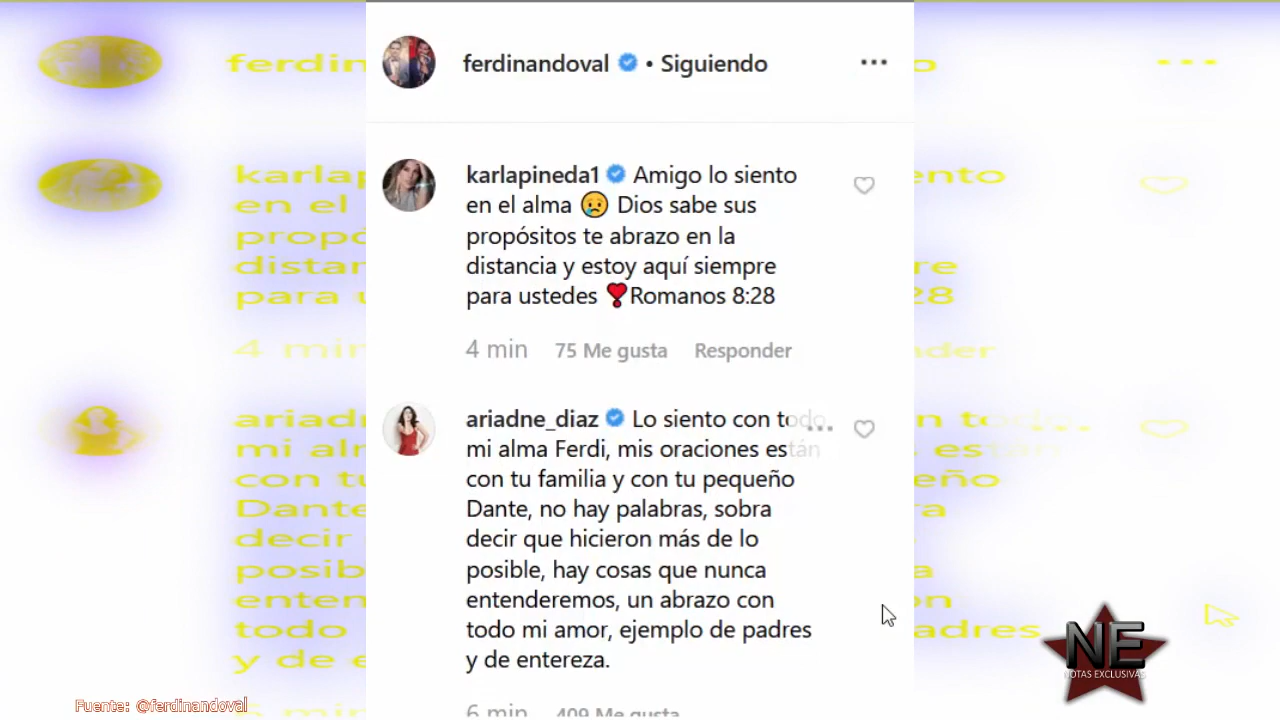 ferdinandoval • Siguiendo
karlapineda1 Amigo lo siento
en el alma 😢 Dios sabe sus
propósitos te abrazo en la
distancia y estoy aquí siempre
para ustedes ❣Romanos 8:28
4 min 75 Me gusta Responder
ariadne_diaz Lo siento con todo
mi alma Ferdi, mis oraciones están
con tu familia y con tu pequeño
Dante, no hay palabras, sobra
decir que hicieron más de lo
posible, hay cosas que nunca
entenderemos, un abrazo con
todo mi amor, ejemplo de padres
y de entereza.
6 min 409 Me gusta
Fuente: @ferdinandoval
NE
NOTAS EXCLUSIVAS